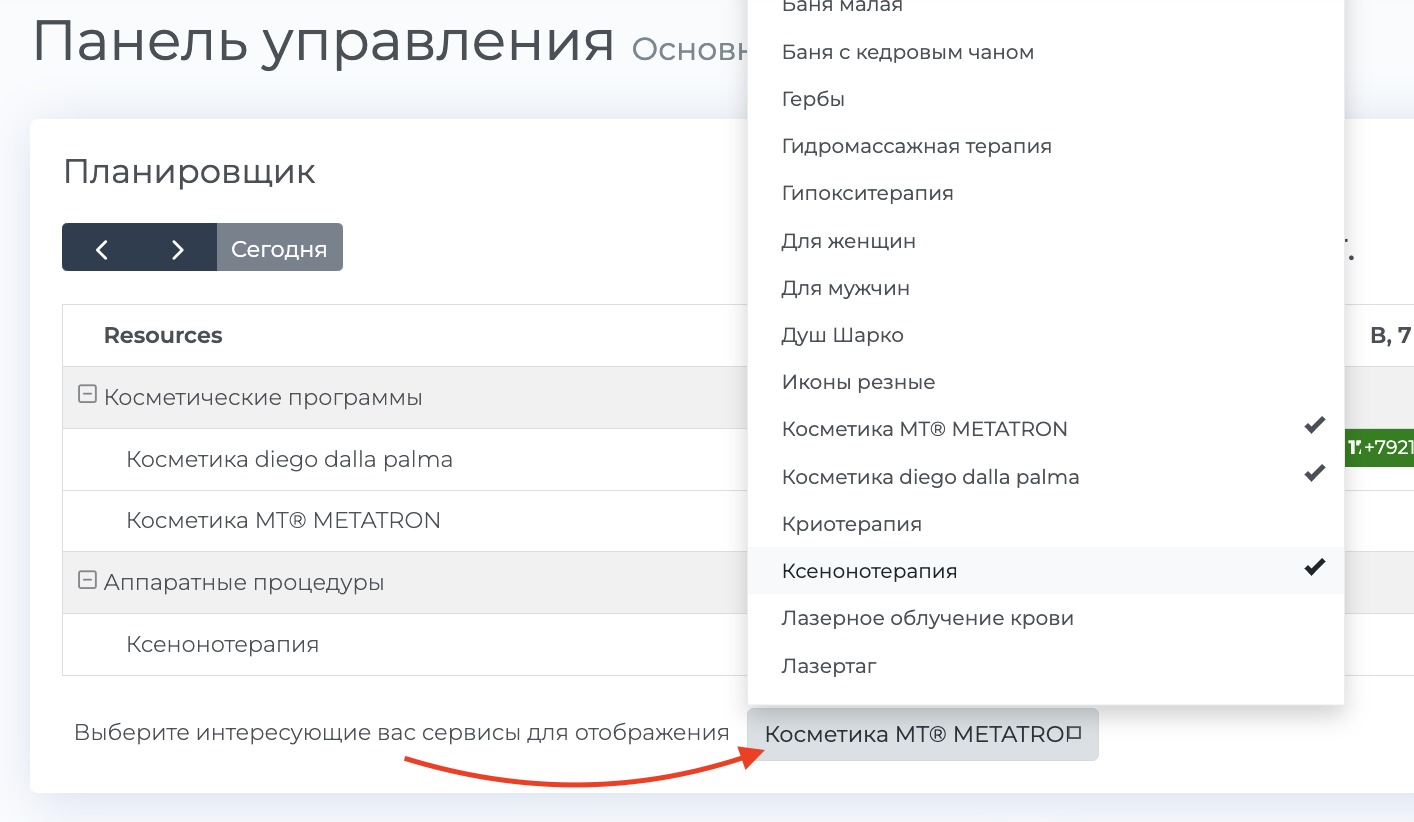 Панель управления
Планировщик
Сегодня
Resources
В, 7
Косметические программы
Косметика diego dalla palma
+7921
Косметика MT® METATRON
Аппаратные процедуры
Ксенонотерапия
Баня малая
Баня с кедровым чаном
Гербы
Гидромассажная терапия
Гипокситерапия
Для женщин
Для мужчин
Душ Шарко
Иконы резные
Косметика MT® METATRON
Косметика diego dalla palma
Криотерапия
Ксенонотерапия
Лазерное облучение крови
Лазертаг
Выберите интересующие вас сервисы для отображения
Косметика MT®